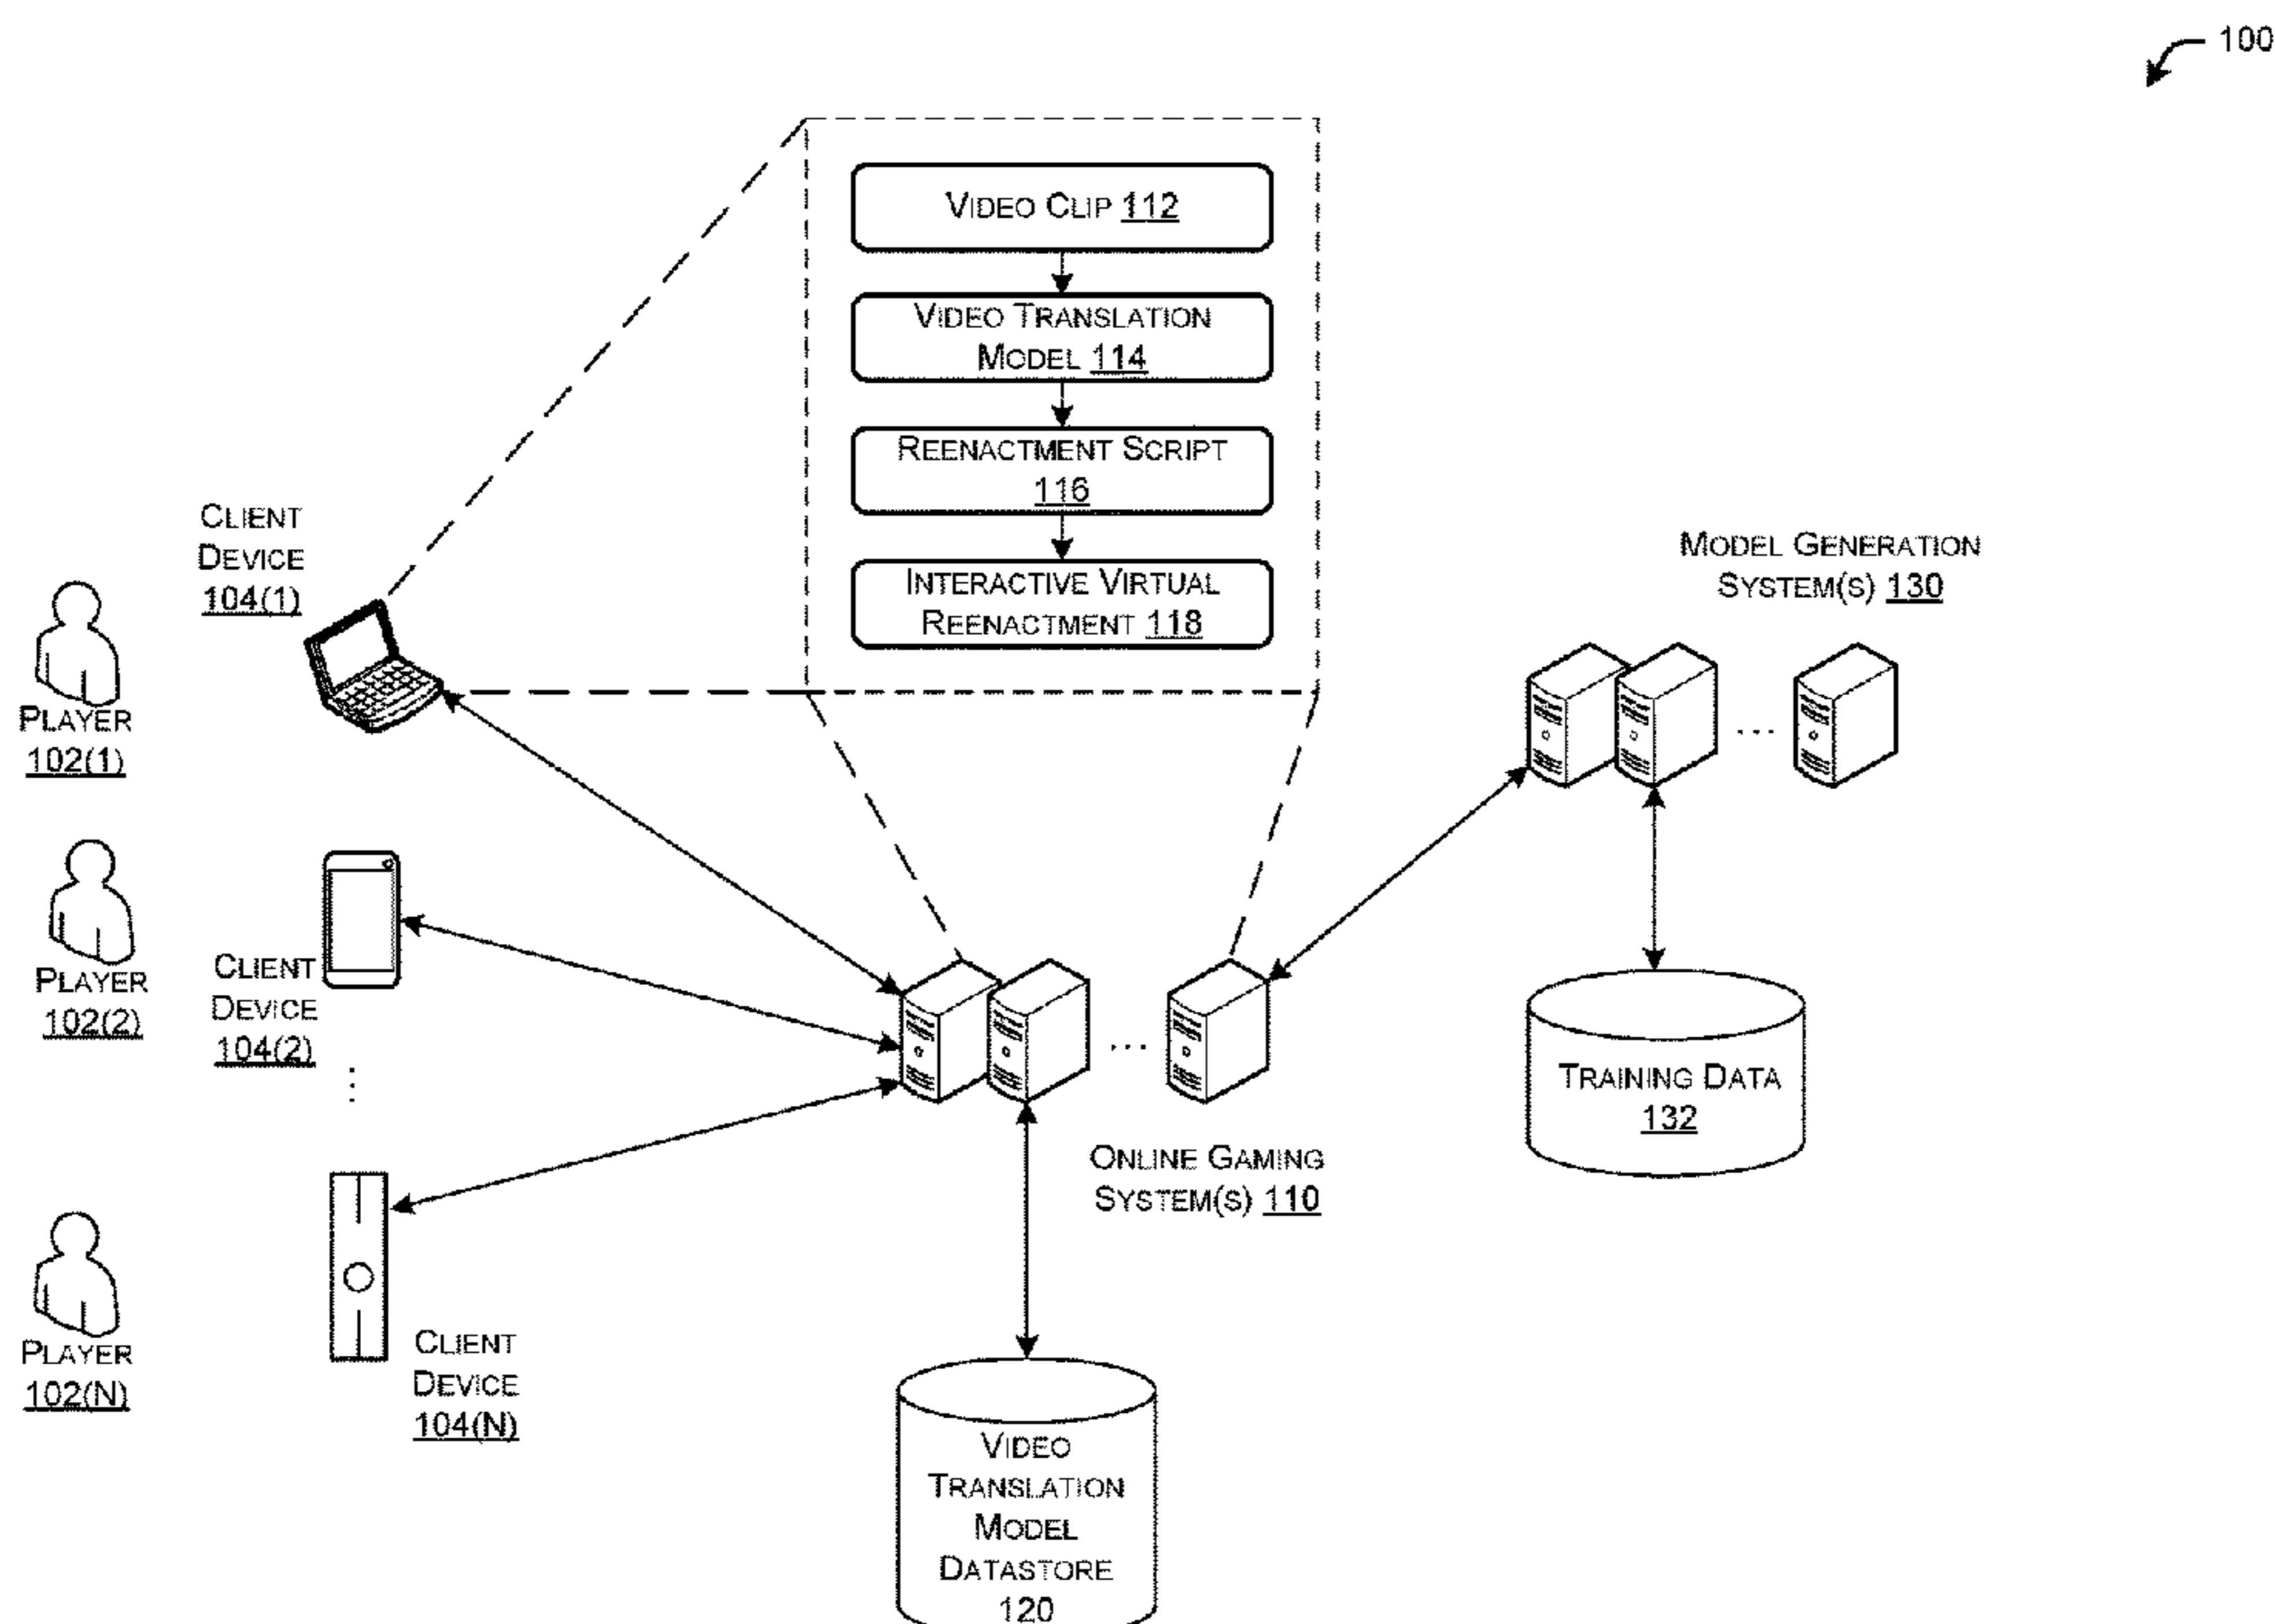 100
VIDEO CLIP 112
VIDEO TRANSLATION
MODEL 114
REENACTMENT SCRIPT
116
INTERACTIVE VIRTUAL
REENACTMENT 118
CLIENT
DEVICE
104(1)
PLAYER
102(1)
MODEL GENERATION
SYSTEM(S) 130
...
PLAYER
102(2)
CLIENT
DEVICE
104(2)
...
...
TRAINING DATA
132
ONLINE GAMING
SYSTEM(S) 110
PLAYER
102(N)
CLIENT
DEVICE
104(N)
VIDEO
TRANSLATION
MODEL
DATASTORE
120